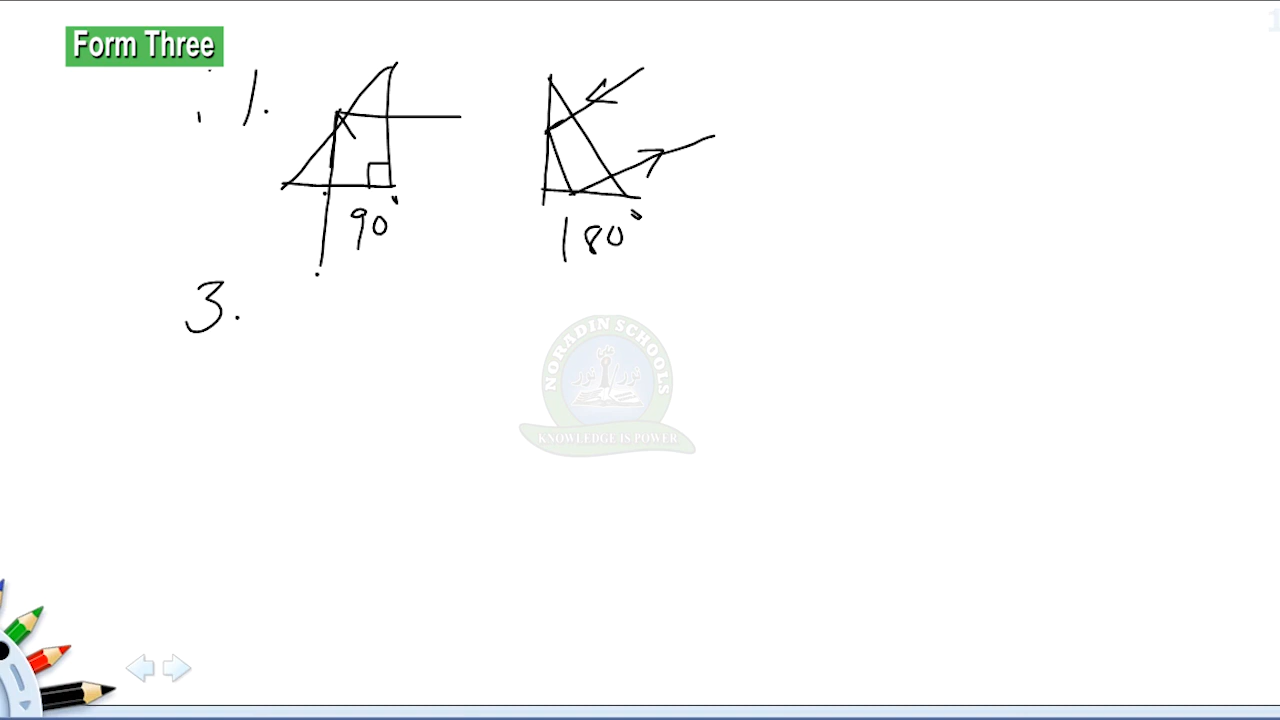 Form Three
1.
90°
180°
3.
NORADIN SCHOOLS
KNOWLEDGE IS POWER